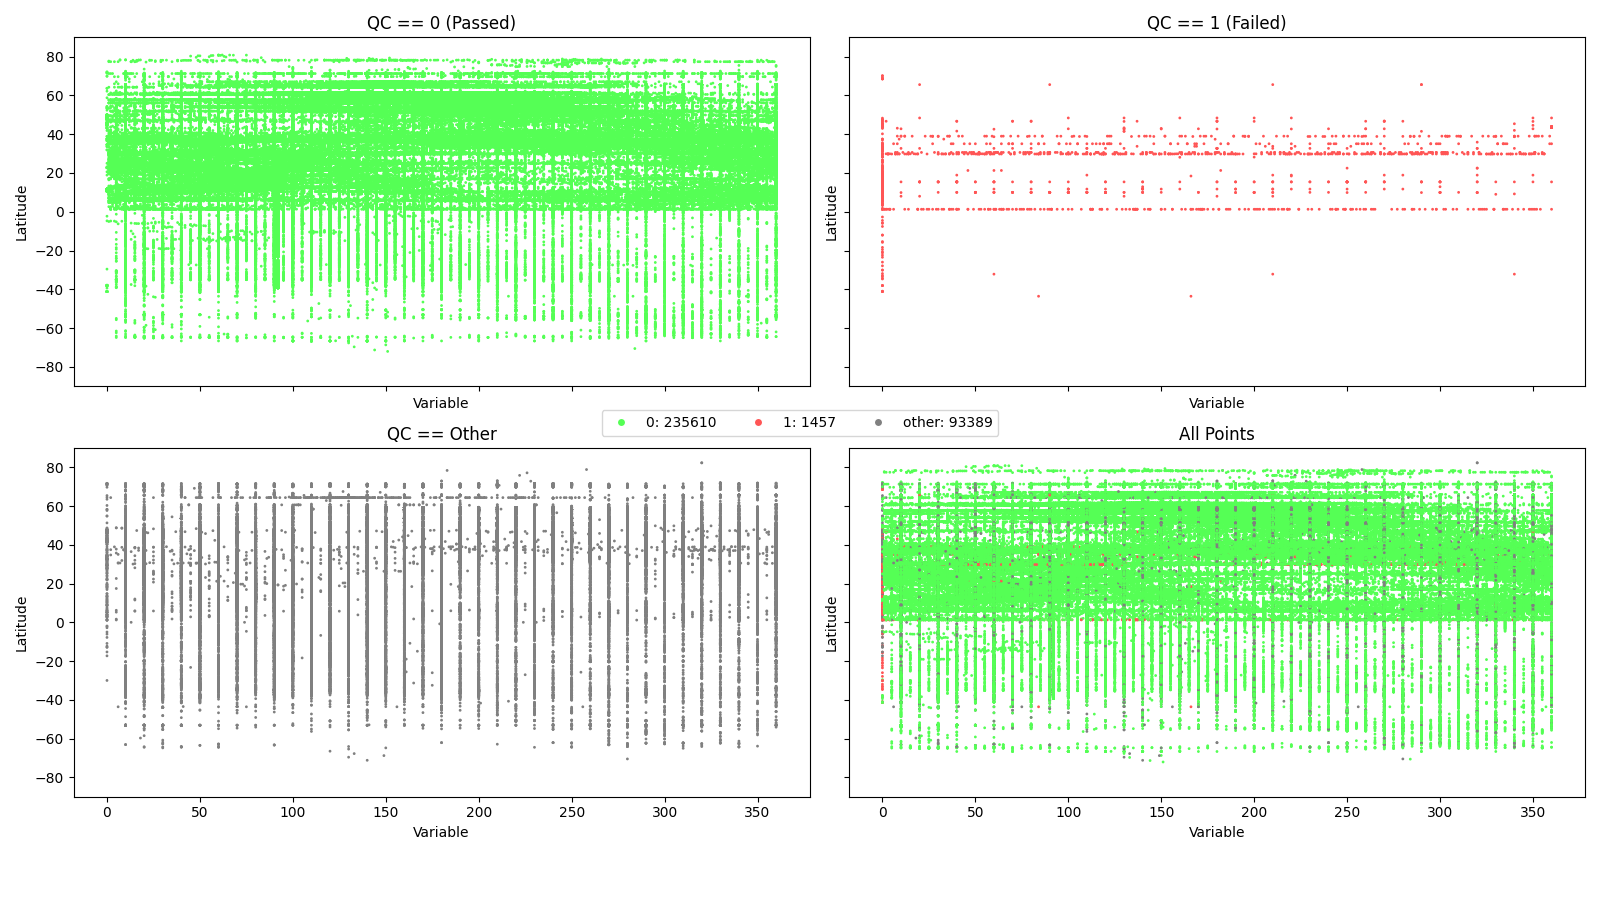 QC == 0 (Passed)
QC == 1 (Failed)
80
60
40
20
0
−20
−40
−60
−80
Latitude
Latitude
Variable
Variable
0: 235610
1: 1457
other: 93389
QC == Other
All Points
80
60
40
20
0
−20
−40
−60
−80
Latitude
Latitude
0 50 100 150 200 250 300 350
0 50 100 150 200 250 300 350
Variable
Variable